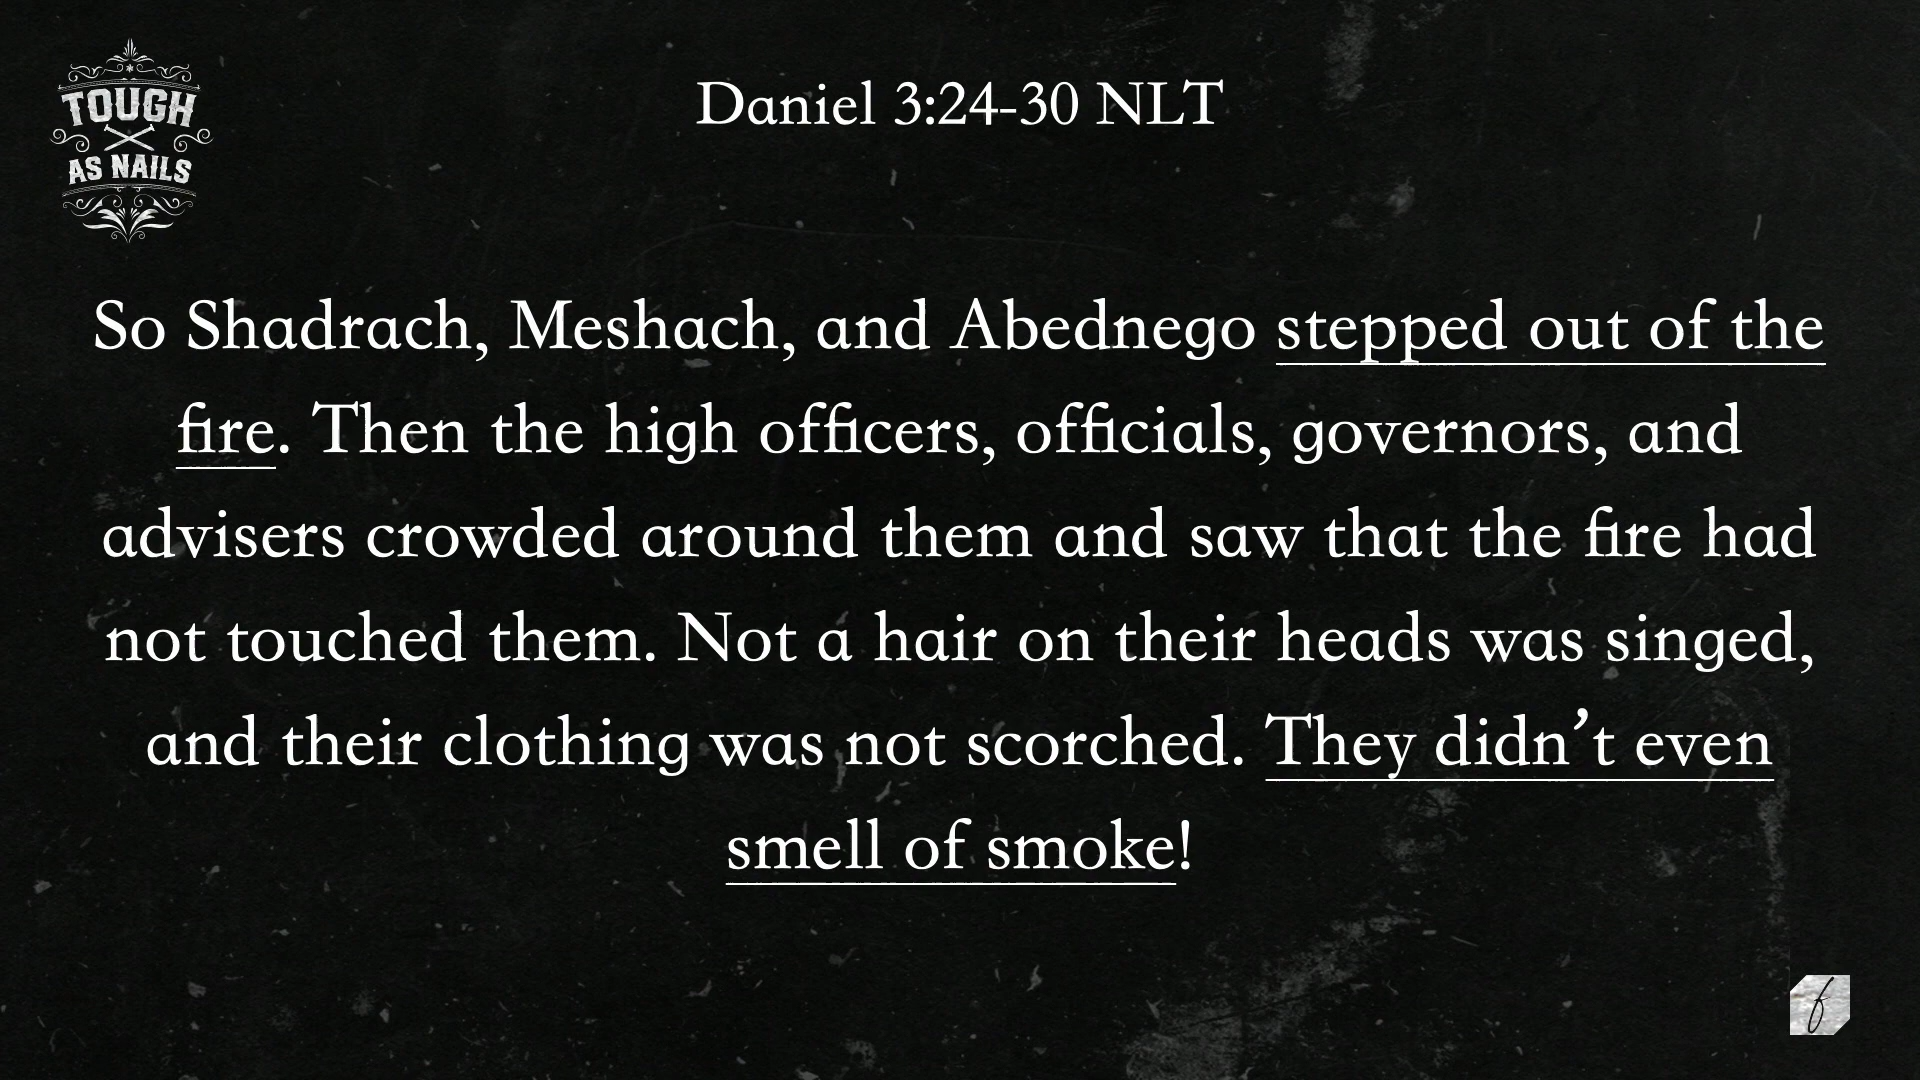 TOUGH
AS NAILS
Daniel 3:24-30 NLT
So Shadrach, Meshach, and Abednego stepped out of the
fire. Then the high officers, officials, governors, and
advisers crowded around them and saw that the fire had
not touched them. Not a hair on their heads was singed,
and their clothing was not scorched. They didn’t even
smell of smoke!
f